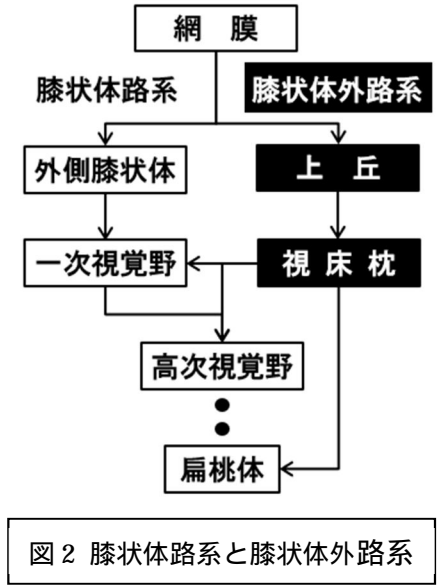 網　膜
膝状体路系
膝状体外路系
外側膝状体
上　丘
一次視覚野
視 床 枕
高次視覚野
扁桃体
図２ 膝状体路系と膝状体外路系